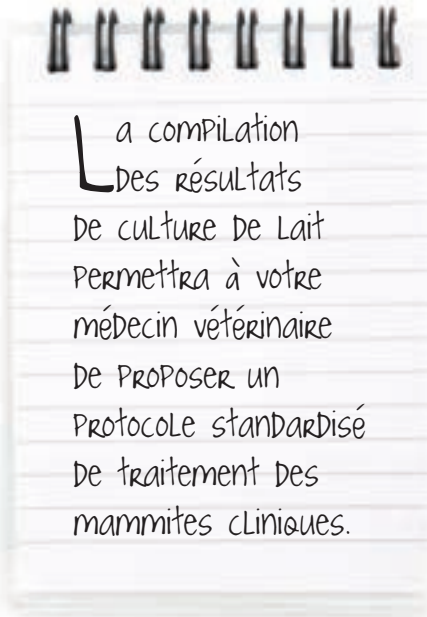 La compilation
des résultats
de culture de lait
permettra à votre
médecin vétérinaire
de proposer un
protocole standardisé
de traitement des
mammites cliniques.